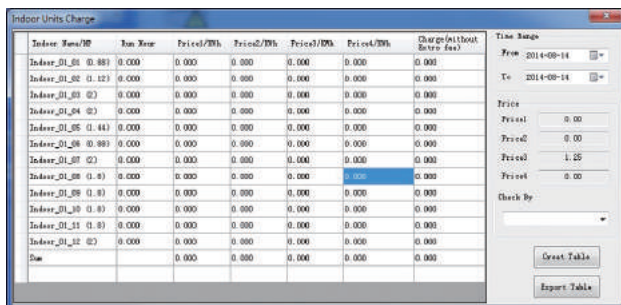 Indoor Units Charge
Indoor Name/HP Run Hour Price1/KWh Price2/KWh Price3/KWh Price4/KWh Charge(without Extro fee)
Indoor_01_01 (0.88) 0.000 0.000 0.000 0.000 0.000 0.000
Indoor_01_02 (1.12) 0.000 0.000 0.000 0.000 0.000 0.000
Indoor_01_03 (2) 0.000 0.000 0.000 0.000 0.000 0.000
Indoor_01_04 (2) 0.000 0.000 0.000 0.000 0.000 0.000
Indoor_01_05 (1.44) 0.000 0.000 0.000 0.000 0.000 0.000
Indoor_01_06 (0.88) 0.000 0.000 0.000 0.000 0.000 0.000
Indoor_01_07 (2) 0.000 0.000 0.000 0.000 0.000 0.000
Indoor_01_08 (1.8) 0.000 0.000 0.000 0.000 0.000 0.000
Indoor_01_09 (1.8) 0.000 0.000 0.000 0.000 0.000 0.000
Indoor_01_10 (1.8) 0.000 0.000 0.000 0.000 0.000 0.000
Indoor_01_11 (1.8) 0.000 0.000 0.000 0.000 0.000 0.000
Indoor_01_12 (2) 0.000 0.000 0.000 0.000 0.000 0.000
Sum 0.000 0.000 0.000 0.000 0.000
Time Range
From 2014-08-14
To 2014-08-14
Price
Price1 0.00
Price2 0.00
Price3 1.25
Price4 0.00
Check By
Creat Table
Export Table